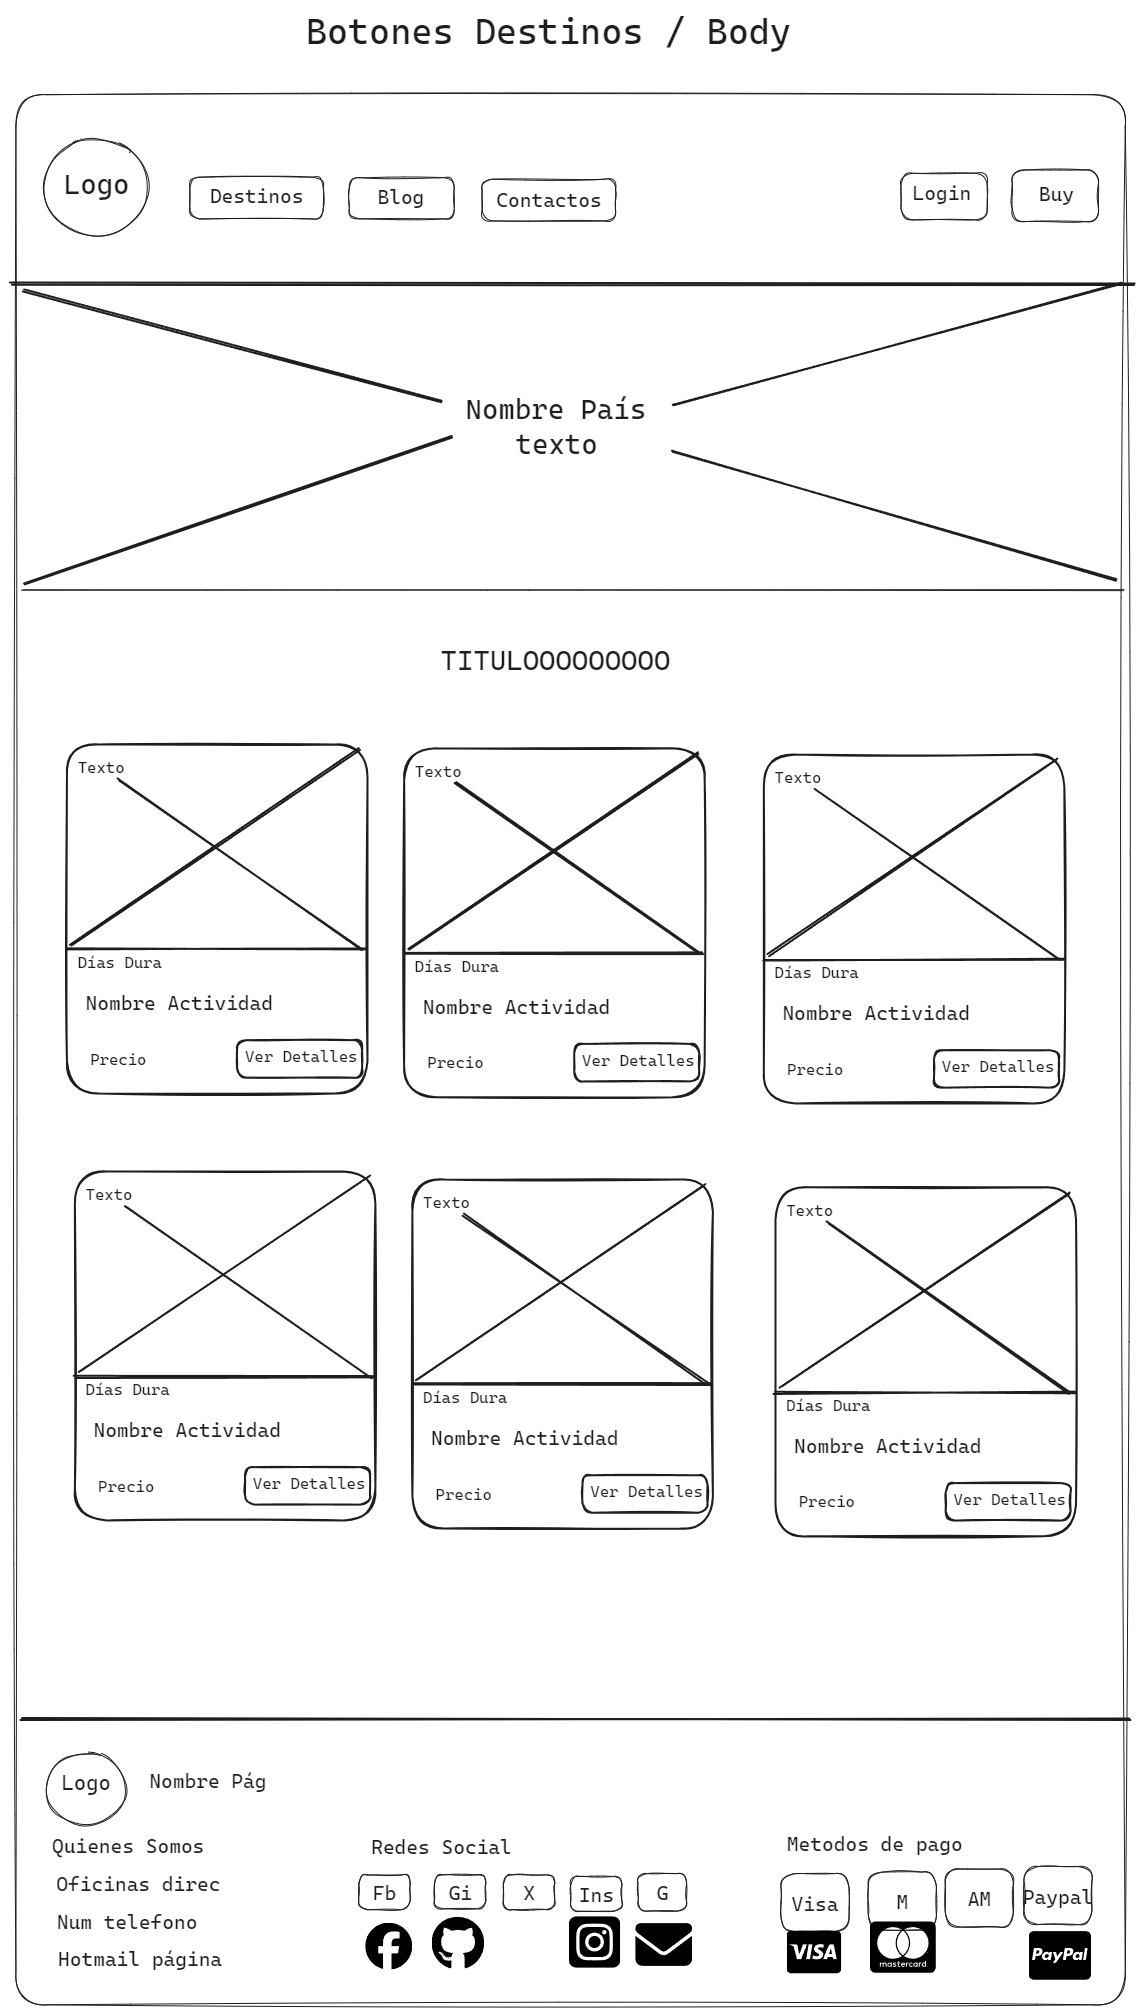 Botones Destinos / Body
Logo
Destinos
Blog
Contactos
Login
Buy
Nombre País
texto
TITULOOOOOOOOO
Texto
Días Dura
Nombre Actividad
Precio
Ver Detalles
Texto
Días Dura
Nombre Actividad
Precio
Ver Detalles
Texto
Días Dura
Nombre Actividad
Precio
Ver Detalles
Texto
Días Dura
Nombre Actividad
Precio
Ver Detalles
Texto
Días Dura
Nombre Actividad
Precio
Ver Detalles
Texto
Días Dura
Nombre Actividad
Precio
Ver Detalles
Logo
Nombre Pág
Quienes Somos
Oficinas direc
Num telefono
Hotmail página
Redes Social
Fb
Gi
X
Ins
G
Metodos de pago
Visa
M
AM
Paypal
VISA
mastercard
PayPal